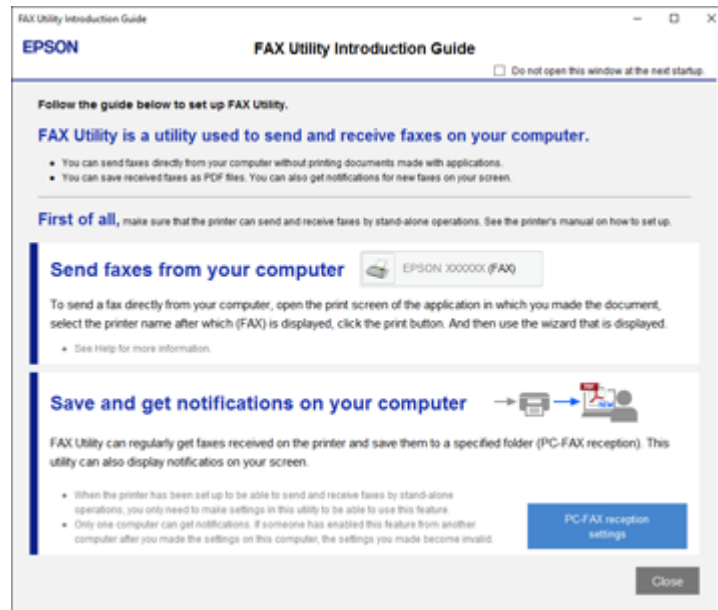 FAX Utility Introduction Guide
EPSON
FAX Utility Introduction Guide
Do not open this window at the next startup.
Follow the guide below to set up FAX Utility.
FAX Utility is a utility used to send and receive faxes on your computer.
• You can send faxes directly from your computer without printing documents made with applications.
• You can save received faxes as PDF files. You can also get notifications for new faxes on your screen.
First of all, make sure that the printer can send and receive faxes by stand-alone operations. See the printer's manual on how to set up.
Send faxes from your computer
EPSON XXXXXX (FAX)
To send a fax directly from your computer, open the print screen of the application in which you made the document,
select the printer name after which (FAX) is displayed, click the print button. And then use the wizard that is displayed.
• See Help for more information.
Save and get notifications on your computer
PDF
NEW
FAX Utility can regularly get faxes received on the printer and save them to a specified folder (PC-FAX reception). This
utility can also display notificatios on your screen.
• When the printer has been set up to be able to send and receive faxes by stand-alone
operations, you only need to make settings in this utility to be able to use this feature.
• Only one computer can get notifications. If someone has enabled this feature from another
computer after you made the settings on this computer, the settings you made become invalid.
PC-FAX reception
settings
Close